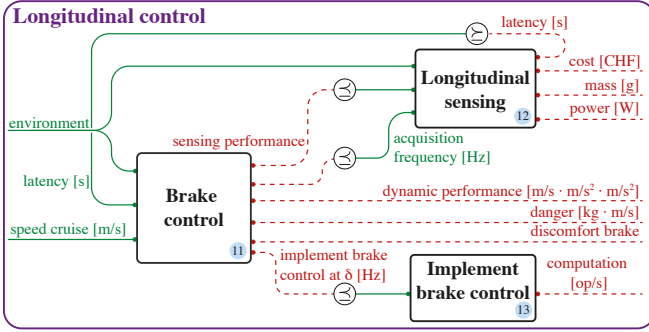 Longitudinal control
latency [s]
⪰
cost [CHF]
Longitudinal
sensing
12
mass [g]
power [W]
⪯
environment
sensing performance
⪯
acquisition
frequency [Hz]
latency [s]
Brake
control
11
dynamic performance [m/s · m/s² · m/s²]
danger [kg · m/s]
speed cruise [m/s]
discomfort brake
implement brake
control at δ [Hz]
⪯
Implement
brake control
13
computation
[op/s]